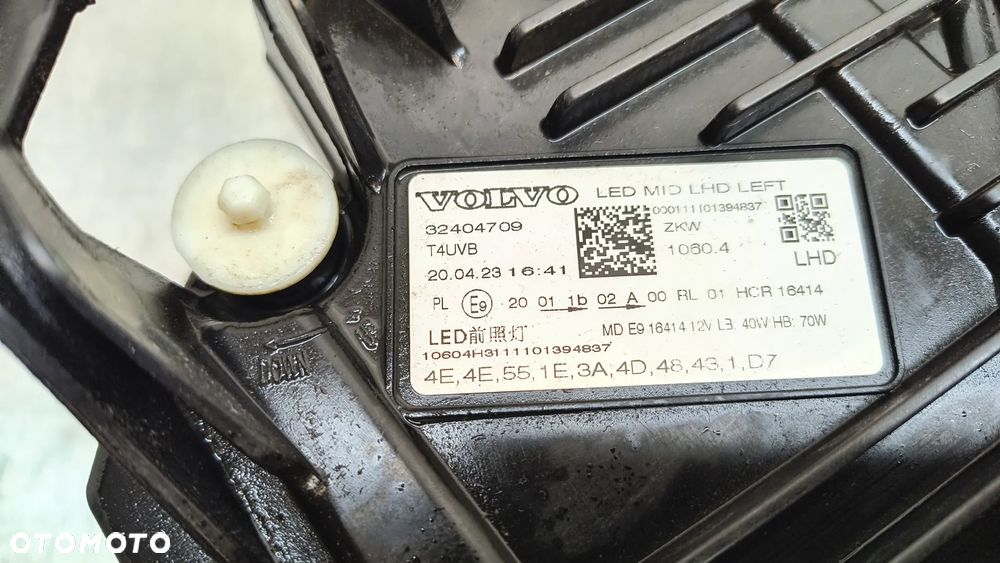 VOLVO LED MID LHD LEFT
32404709 000111101394837
T4UVB ZKW
20.04.23 16:41 1060.4
LHD
PL E9 20 01 1b 02 A 00 RL 01 HCR 16414
LED前照灯 MD E9 16414 12V LB: 40W HB: 70W
10604H3111101394837
4E,4E,55,1E,3A,4D,48,43,1,D7
DOWN
OTOMOTO